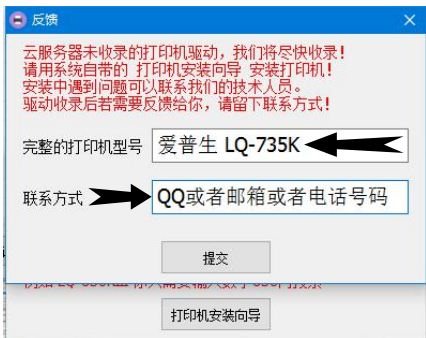 反馈
云服务器未收录的打印机驱动，我们将尽快收录！
请用系统自带的 打印机安装向导 安装打印机！
安装中遇到问题可以联系我们的技术人员。
驱动收录后若需要反馈给你，请留下联系方式！
完整的打印机型号 爱普生 LQ-735K
联系方式 QQ或者邮箱或者电话号码
提交
打印机安装向导